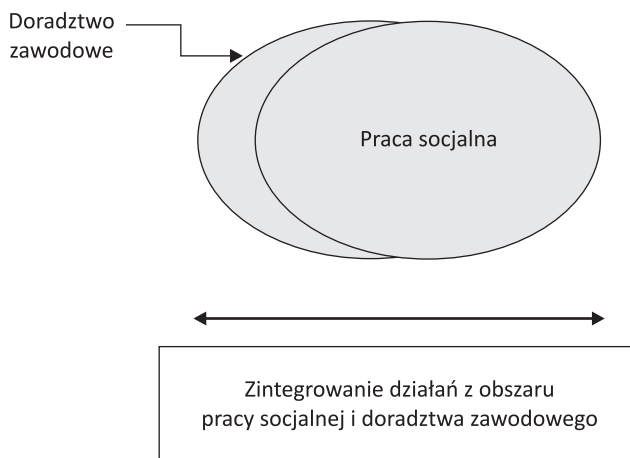 Doradztwo
zawodowe
Praca socjalna
Zintegrowanie działań z obszaru
pracy socjalnej i doradztwa zawodowego